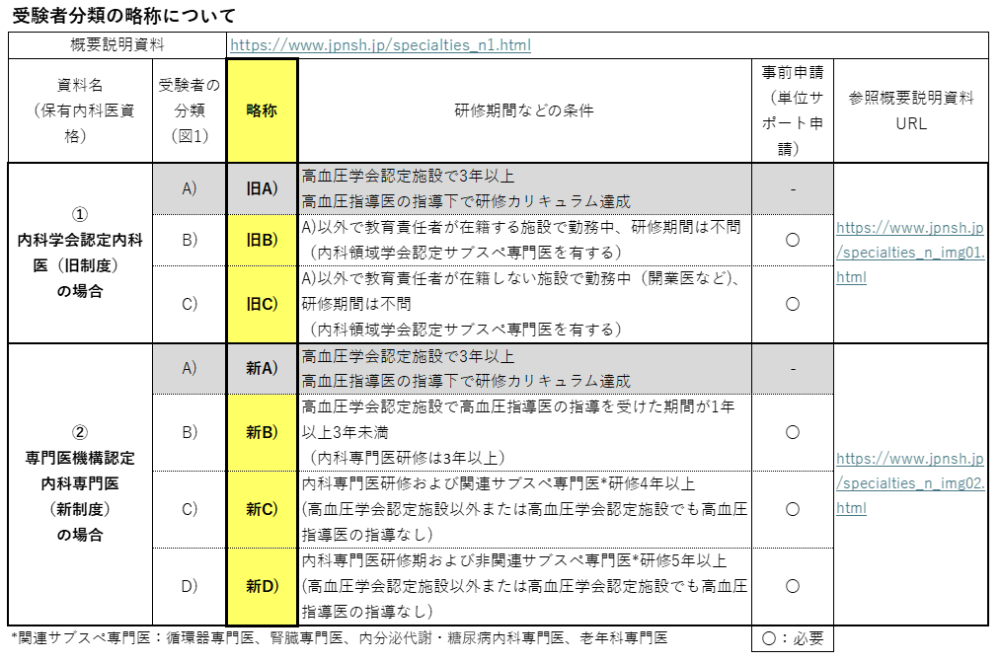 受験者分類の略称について
概要説明資料
https://www.jpnsh.jp/specialties_n1.html
資料名
（保有内科医資
格）
受験者の
分類
（図1）
略称
研修期間などの条件
事前申請
（単位サ
ポート申
請）
参照概要説明資料
URL
①
内科学会認定内科
医（旧制度）
の場合
A)
旧A)
高血圧学会認定施設で3年以上
高血圧指導医の指導下で研修カリキュラム達成
-
B)
旧B)
A)以外で教育責任者が在籍する施設で勤務中、研修期間は不問
（内科領域学会認定サブスペ専門医を有する）
〇
C)
旧C)
A)以外で教育責任者が在籍しない施設で勤務中（開業医など)、
研修期間は不問
（内科領域学会認定サブスペ専門医を有する）
〇
https://www.jpnsh.jp
/specialties_n_img01.
html
②
専門医機構認定
内科専門医
（新制度）
の場合
A)
新A)
高血圧学会認定施設で3年以上
高血圧指導医の指導下で研修カリキュラム達成
-
B)
新B)
高血圧学会認定施設で高血圧指導医の指導を受けた期間が1年
以上3年未満
（内科専門医研修は3年以上）
〇
C)
新C)
内科専門医研修および関連サブスペ専門医*研修4年以上
(高血圧学会認定施設以外または高血圧学会認定施設でも高血圧
指導医の指導なし）
〇
D)
新D)
内科専門医研修期および非関連サブスペ専門医*研修5年以上
(高血圧学会認定施設以外または高血圧学会認定施設でも高血圧
指導医の指導なし）
〇
https://www.jpnsh.jp
/specialties_n_img02.
html
*関連サブスペ専門医：循環器専門医、腎臓専門医、内分泌代謝・糖尿病内科専門医、老年科専門医
〇：必要